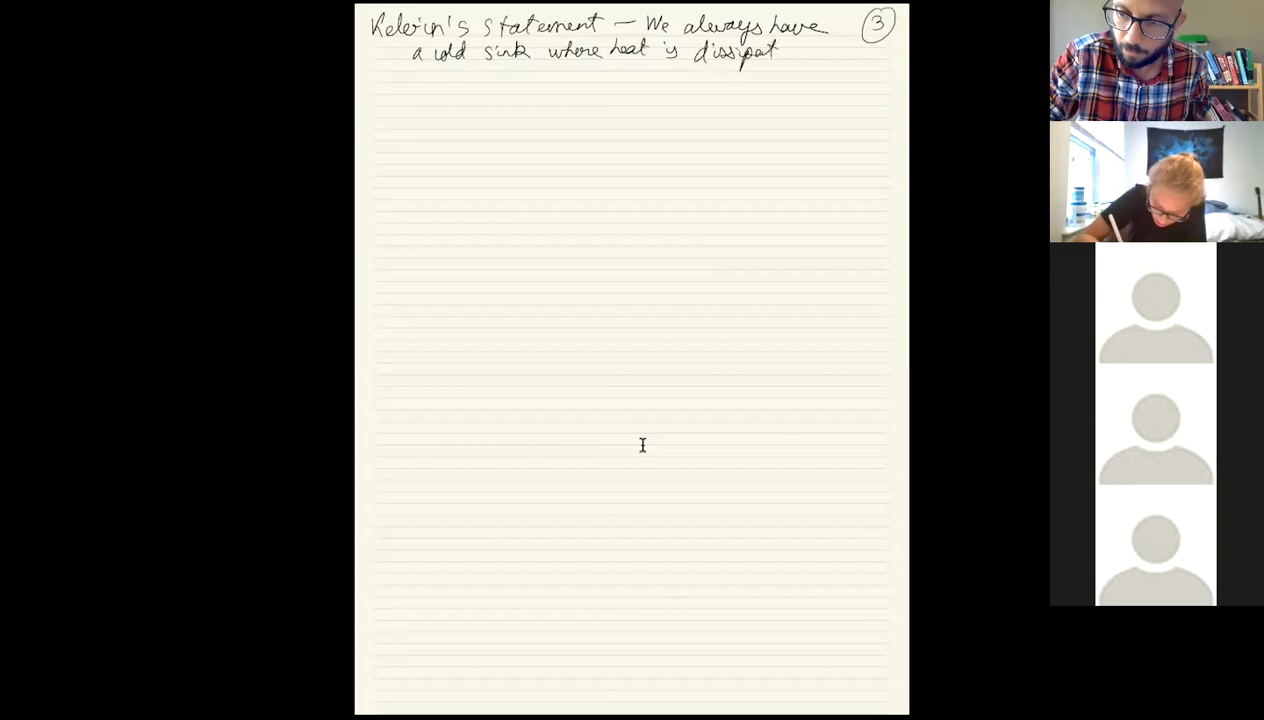 Kelvin's statement — We always have
a cold sink where heat is dissipat
3